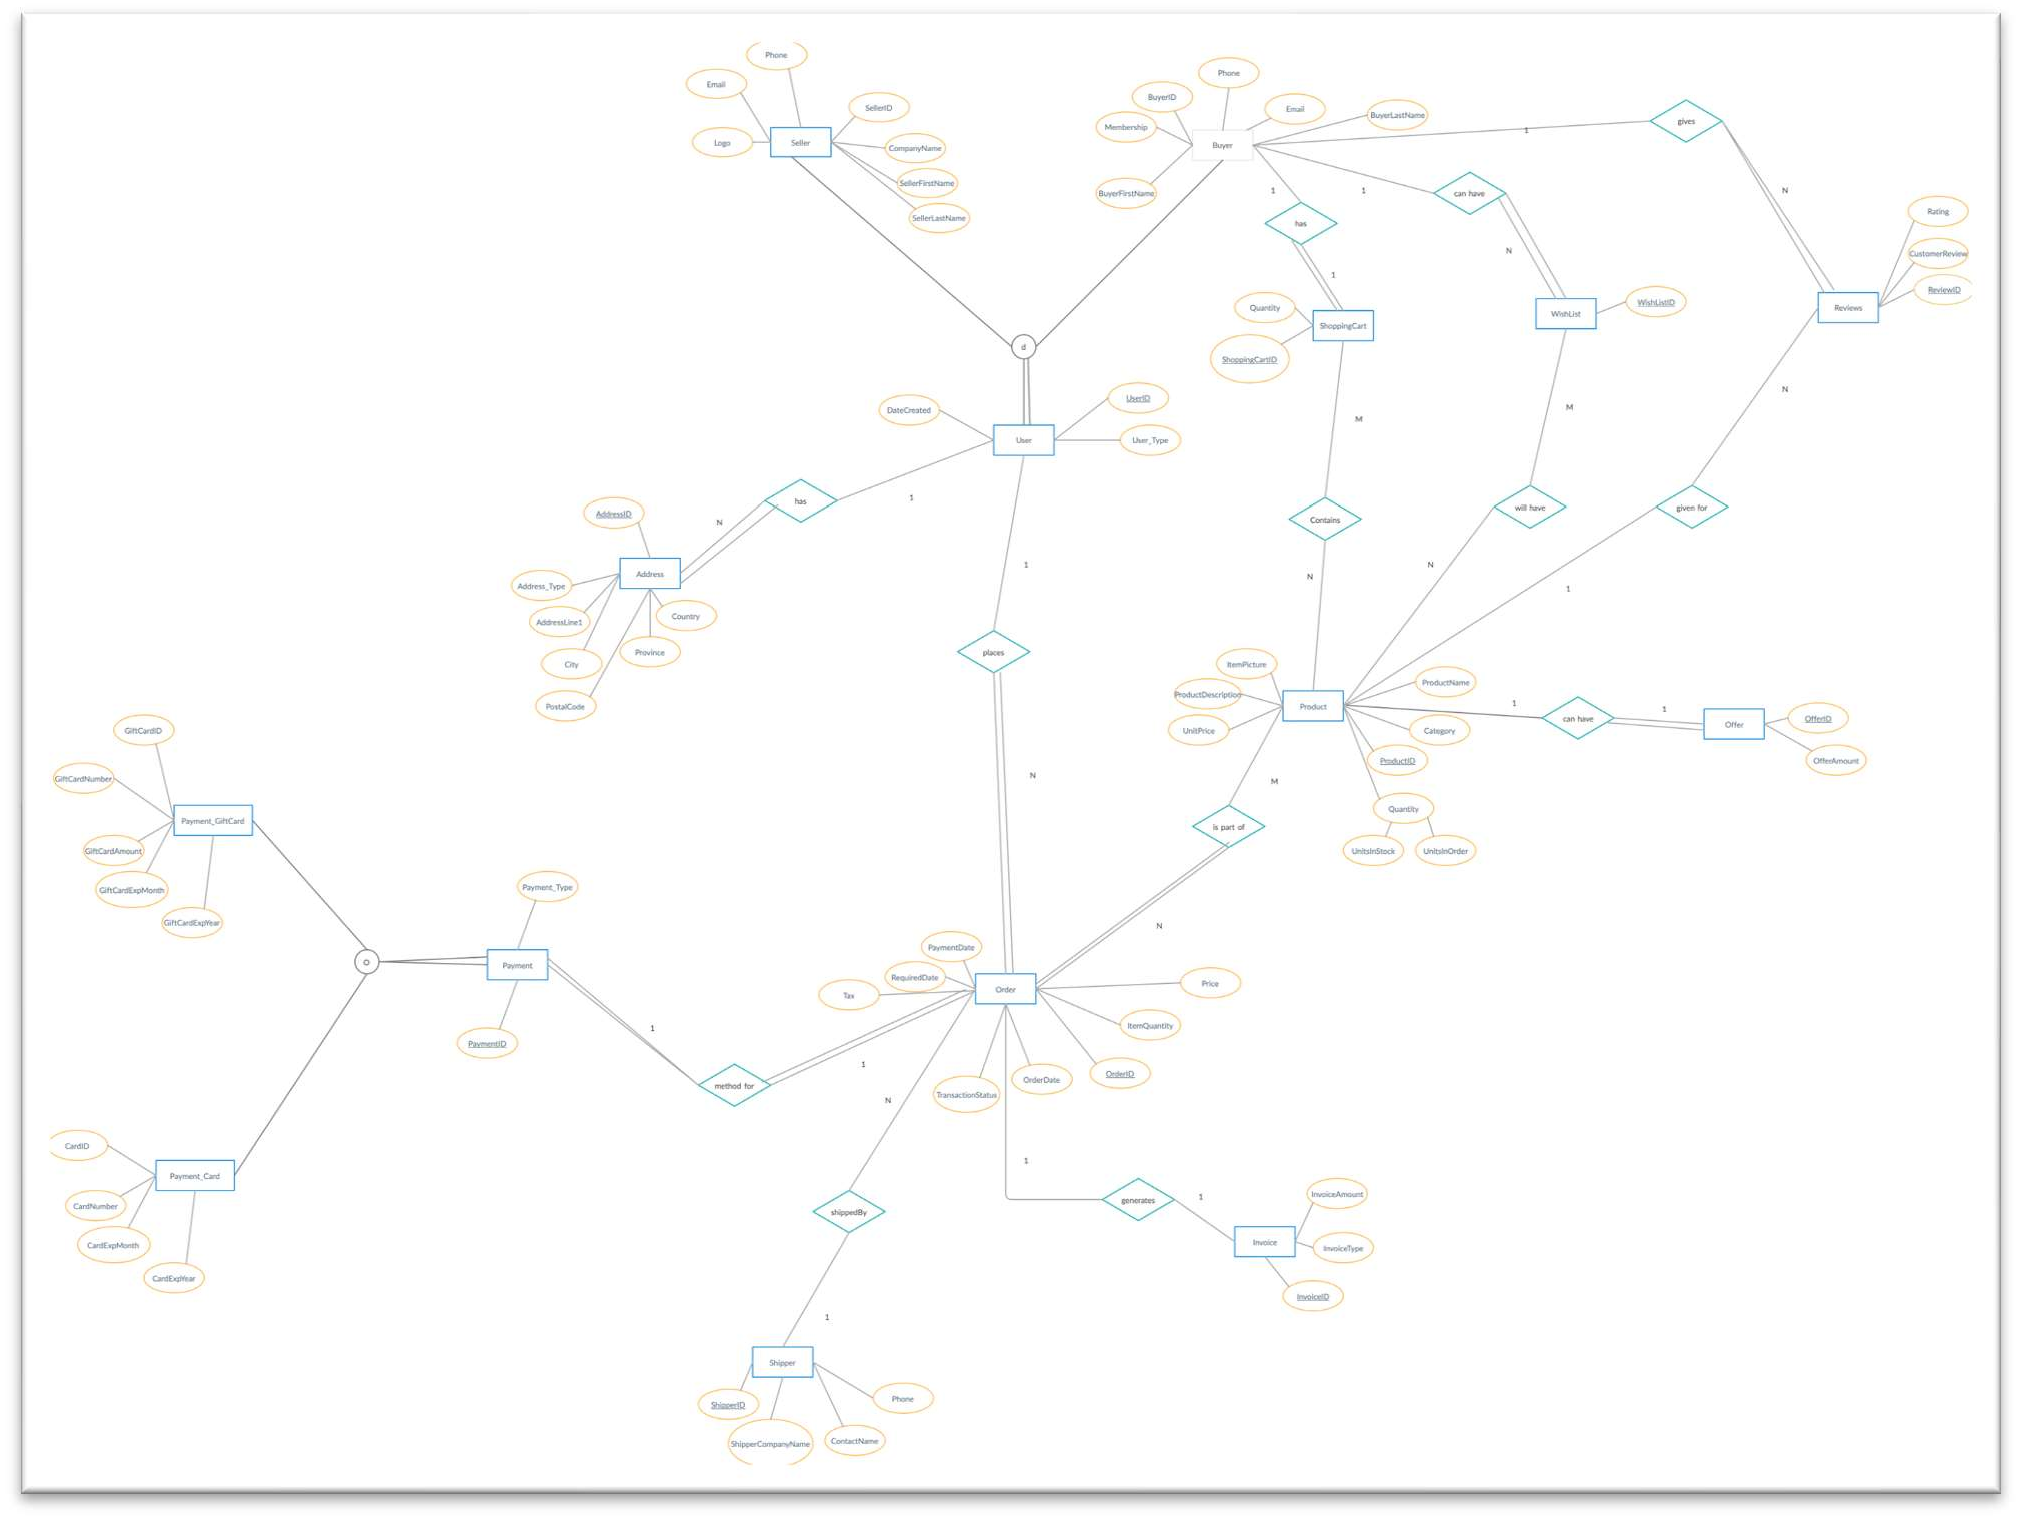 Phone
Email
SellerID
Logo
Seller
CompanyName
SellerFirstName
SellerLastName
Phone
BuyerID
Email
BuyerLastName
Membership
Buyer
BuyerFirstName
1
gives
1
has
1
can have
N
1
N
Rating
CustomerReview
ReviewID
Reviews
Quantity
ShoppingCart
ShoppingCartID
WishList
WishListID
d
DateCreated
UserID
User
User_Type
M
M
N
has
1
N
AddressID
Contains
will have
given for
Address
Address_Type
AddressLine1
Country
City
Province
PostalCode
1
N
N
1
places
ItemPicture
ProductDescription
UnitPrice
Product
ProductName
Category
ProductID
Quantity
UnitsInStock
UnitsInOrder
1
can have
1
Offer
OfferID
OfferAmount
GiftCardID
GiftCardNumber
Payment_GiftCard
GiftCardAmount
GiftCardExpMonth
GiftCardExpYear
N
M
is part of
N
Payment_Type
o
Payment
PaymentID
PaymentDate
RequiredDate
Tax
Order
Price
ItemQuantity
OrderID
OrderDate
TransactionStatus
1
1
method for
N
CardID
Payment_Card
CardNumber
CardExpMonth
CardExpYear
1
generates
1
shippedBy
InvoiceAmount
Invoice
InvoiceType
InvoiceID
1
Shipper
ShipperID
Phone
ShipperCompanyName
ContactName